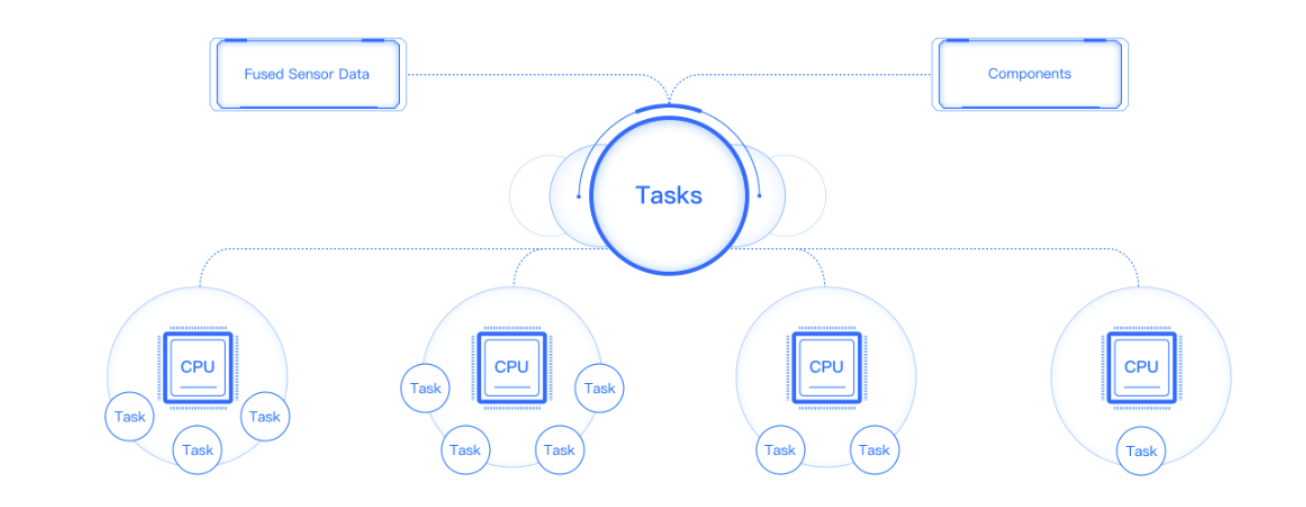 Fused Sensor Data
Components
Tasks
CPU
CPU
CPU
CPU
Task
Task
Task
Task
Task
Task
Task
Task
Task
Task